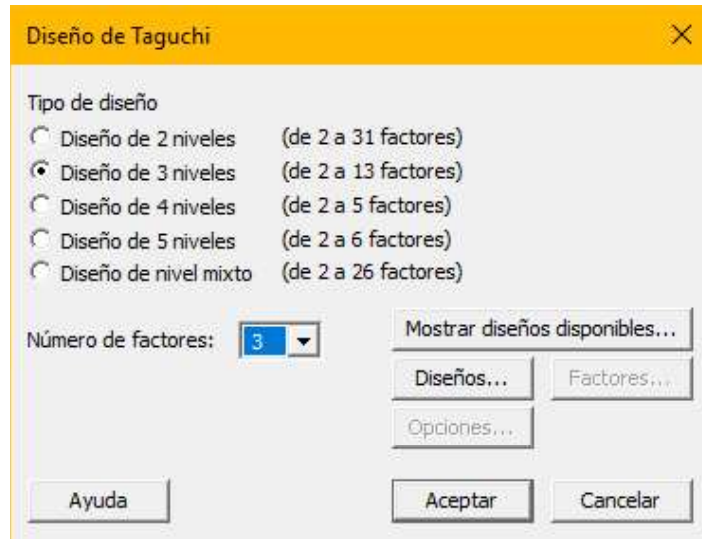 Diseño de Taguchi
Tipo de diseño
Diseño de 2 niveles (de 2 a 31 factores)
Diseño de 3 niveles (de 2 a 13 factores)
Diseño de 4 niveles (de 2 a 5 factores)
Diseño de 5 niveles (de 2 a 6 factores)
Diseño de nivel mixto (de 2 a 26 factores)
Número de factores: 3
Mostrar diseños disponibles...
Diseños... Factores...
Opciones...
Ayuda Aceptar Cancelar